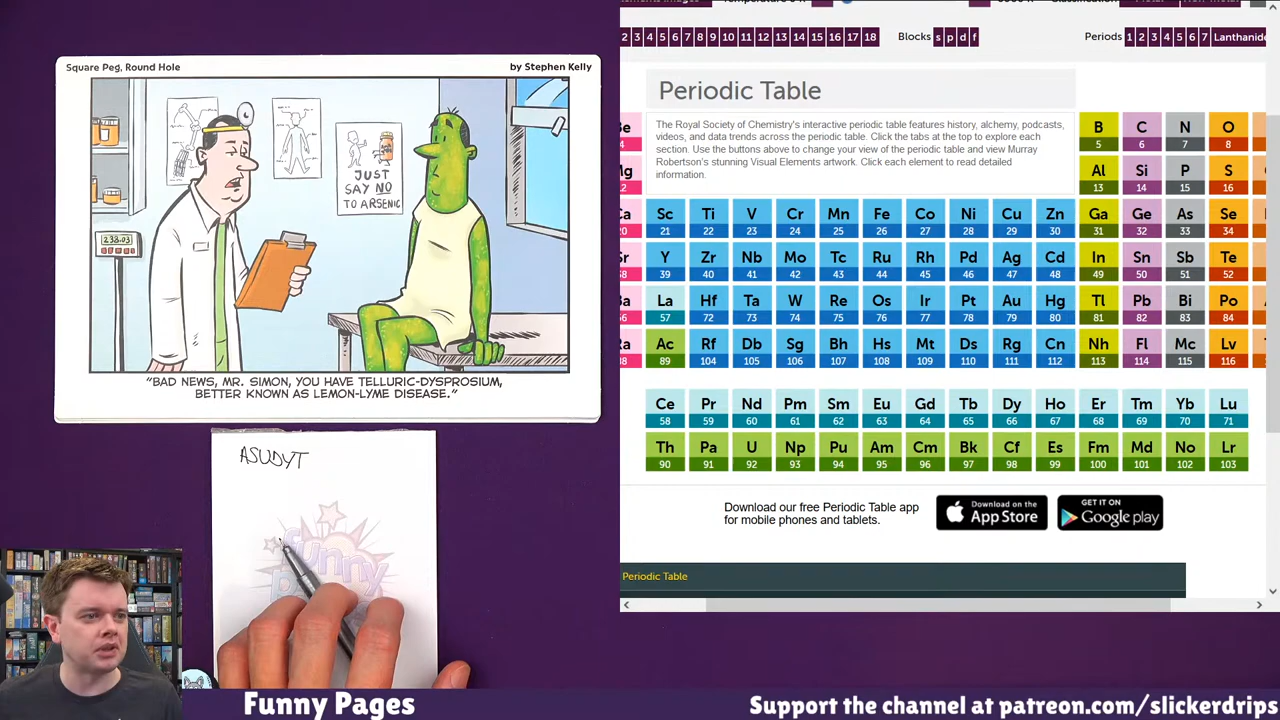 Square Peg, Round Hole
by Stephen Kelly
JUST
SAY NO
TO ARSENIC
238.03
"BAD NEWS, MR. SIMON, YOU HAVE TELLURIC-DYSPROSIUM,
BETTER KNOWN AS LEMON-LYME DISEASE."
ASUDYT
Funny
2 3 4 5 6 7 8 9 10 11 12 13 14 15 16 17 18
Blocks s p d f
Periods 1 2 3 4 5 6 7 Lanthanide
Periodic Table
The Royal Society of Chemistry's interactive periodic table features history, alchemy, podcasts,
videos, and data trends across the periodic table. Click the tabs at the top to explore each
section. Use the buttons above to change your view of the periodic table and view Murray
Robertson's stunning Visual Elements artwork. Click each element to read detailed
information.
Be B C N O
4 5 6 7 8
Mg Al Si P S
12 13 14 15 16
Ca Sc Ti V Cr Mn Fe Co Ni Cu Zn Ga Ge As Se
20 21 22 23 24 25 26 27 28 29 30 31 32 33 34
Sr Y Zr Nb Mo Tc Ru Rh Pd Ag Cd In Sn Sb Te
38 39 40 41 42 43 44 45 46 47 48 49 50 51 52
Ba La Hf Ta W Re Os Ir Pt Au Hg Tl Pb Bi Po
56 57 72 73 74 75 76 77 78 79 80 81 82 83 84
Ra Ac Rf Db Sg Bh Hs Mt Ds Rg Cn Nh Fl Mc Lv
88 89 104 105 106 107 108 109 110 111 112 113 114 115 116
Ce Pr Nd Pm Sm Eu Gd Tb Dy Ho Er Tm Yb Lu
58 59 60 61 62 63 64 65 66 67 68 69 70 71
Th Pa U Np Pu Am Cm Bk Cf Es Fm Md No Lr
90 91 92 93 94 95 96 97 98 99 100 101 102 103
Download our free Periodic Table app
for mobile phones and tablets.
Download on the
App Store
GET IT ON
Google play
Periodic Table
Funny Pages
Support the channel at patreon.com/slickerdrips